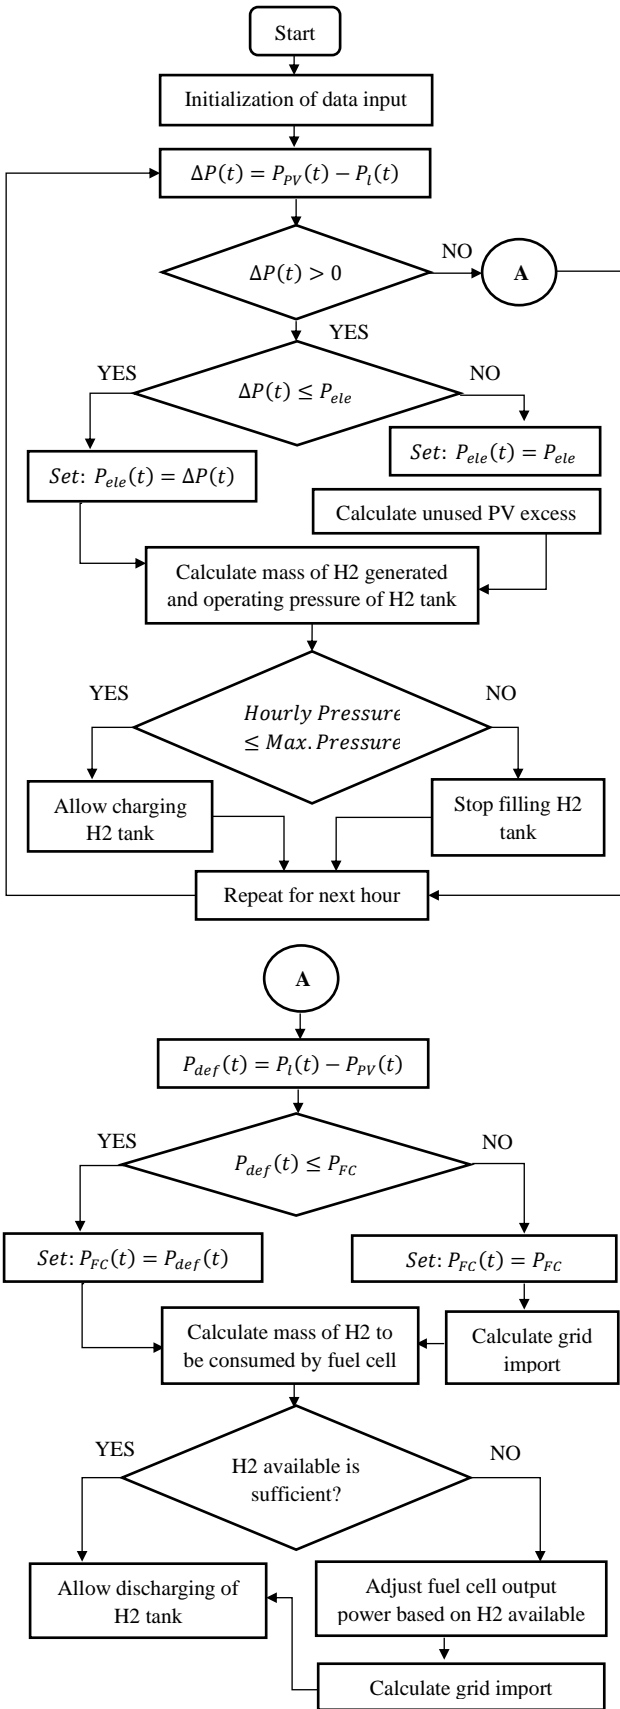 Start
Initialization of data input
ΔP(t) = P_PV(t) − P_l(t)
NO
ΔP(t) > 0
A
YES
YES
NO
ΔP(t) ≤ P_ele
Set: P_ele(t) = P_ele
Set: P_ele(t) = ΔP(t)
Calculate unused PV excess
Calculate mass of H2 generated
and operating pressure of H2 tank
YES
NO
Hourly Pressure
≤ Max. Pressure
Allow charging
H2 tank
Stop filling H2
tank
Repeat for next hour
A
P_def(t) = P_l(t) − P_PV(t)
YES
NO
P_def(t) ≤ P_FC
Set: P_FC(t) = P_def(t)
Set: P_FC(t) = P_FC
Calculate mass of H2 to
be consumed by fuel cell
Calculate grid
import
YES
NO
H2 available is
sufficient?
Allow discharging of
H2 tank
Adjust fuel cell output
power based on H2 available
Calculate grid import